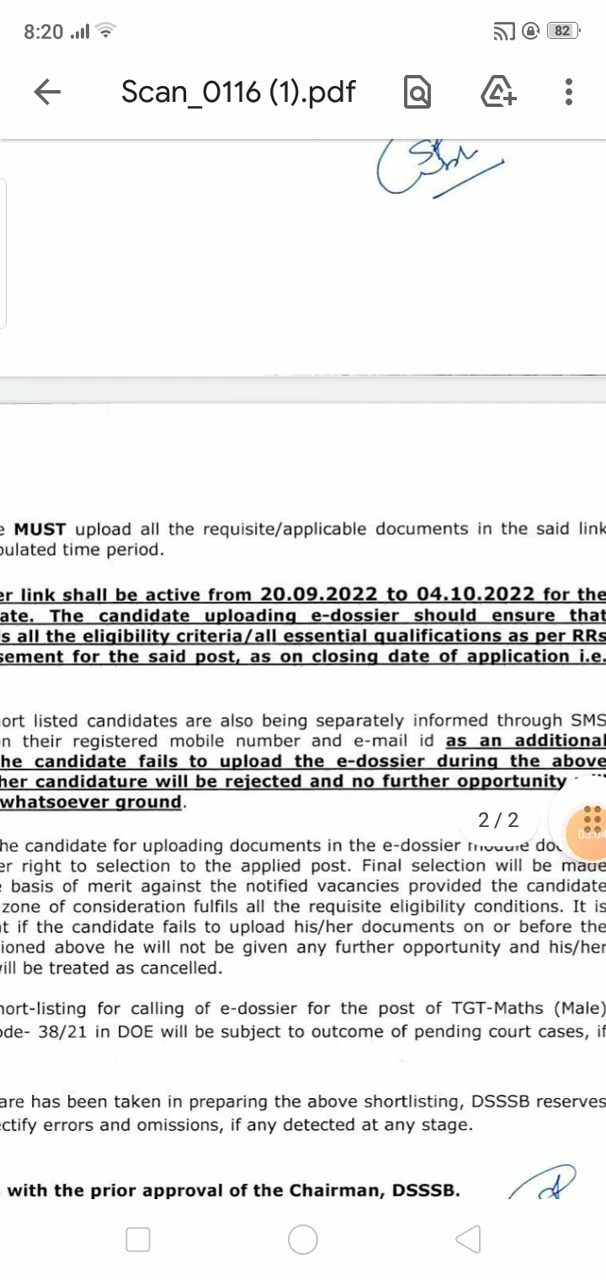 8:20
82
Scan_0116 (1).pdf
MUST upload all the requisite/applicable documents in the said link
ulated time period.
er link shall be active from 20.09.2022 to 04.10.2022 for the
ate. The candidate uploading e-dossier should ensure that
s all the eligibility criteria/all essential qualifications as per RRs
sement for the said post, as on closing date of application i.e.
ort listed candidates are also being separately informed through SMS
n their registered mobile number and e-mail id as an additional
he candidate fails to upload the e-dossier during the above
her candidature will be rejected and no further opportunity
whatsoever ground.
2 / 2
he candidate for uploading documents in the e-dossier module
er right to selection to the applied post. Final selection will be made
basis of merit against the notified vacancies provided the candidate
zone of consideration fulfils all the requisite eligibility conditions. It is
t if the candidate fails to upload his/her documents on or before the
ioned above he will not be given any further opportunity and his/her
ill be treated as cancelled.
hort-listing for calling of e-dossier for the post of TGT-Maths (Male)
ode- 38/21 in DOE will be subject to outcome of pending court cases, if
are has been taken in preparing the above shortlisting, DSSSB reserves
ctify errors and omissions, if any detected at any stage.
with the prior approval of the Chairman, DSSSB.